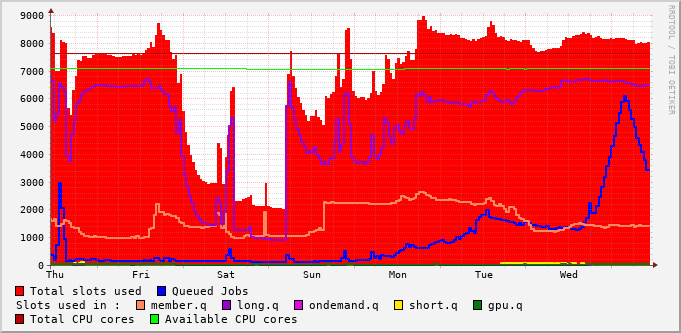 9000
8000
7000
6000
5000
4000
3000
2000
1000
0
Thu Fri Sat Sun Mon Tue Wed
RRDTOOL / TOBI OETIKER
Total slots used Queued Jobs
Slots used in : member.q long.q ondemand.q short.q gpu.q
Total CPU cores Available CPU cores